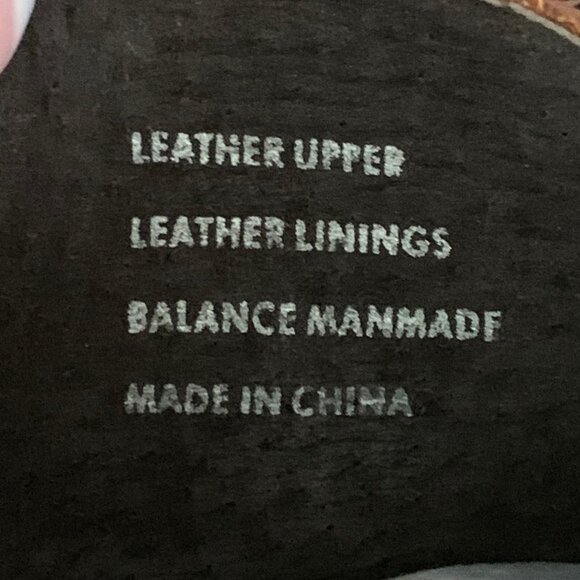 LEATHER UPPER
LEATHER LININGS
BALANCE MANMADE
MADE IN CHINA